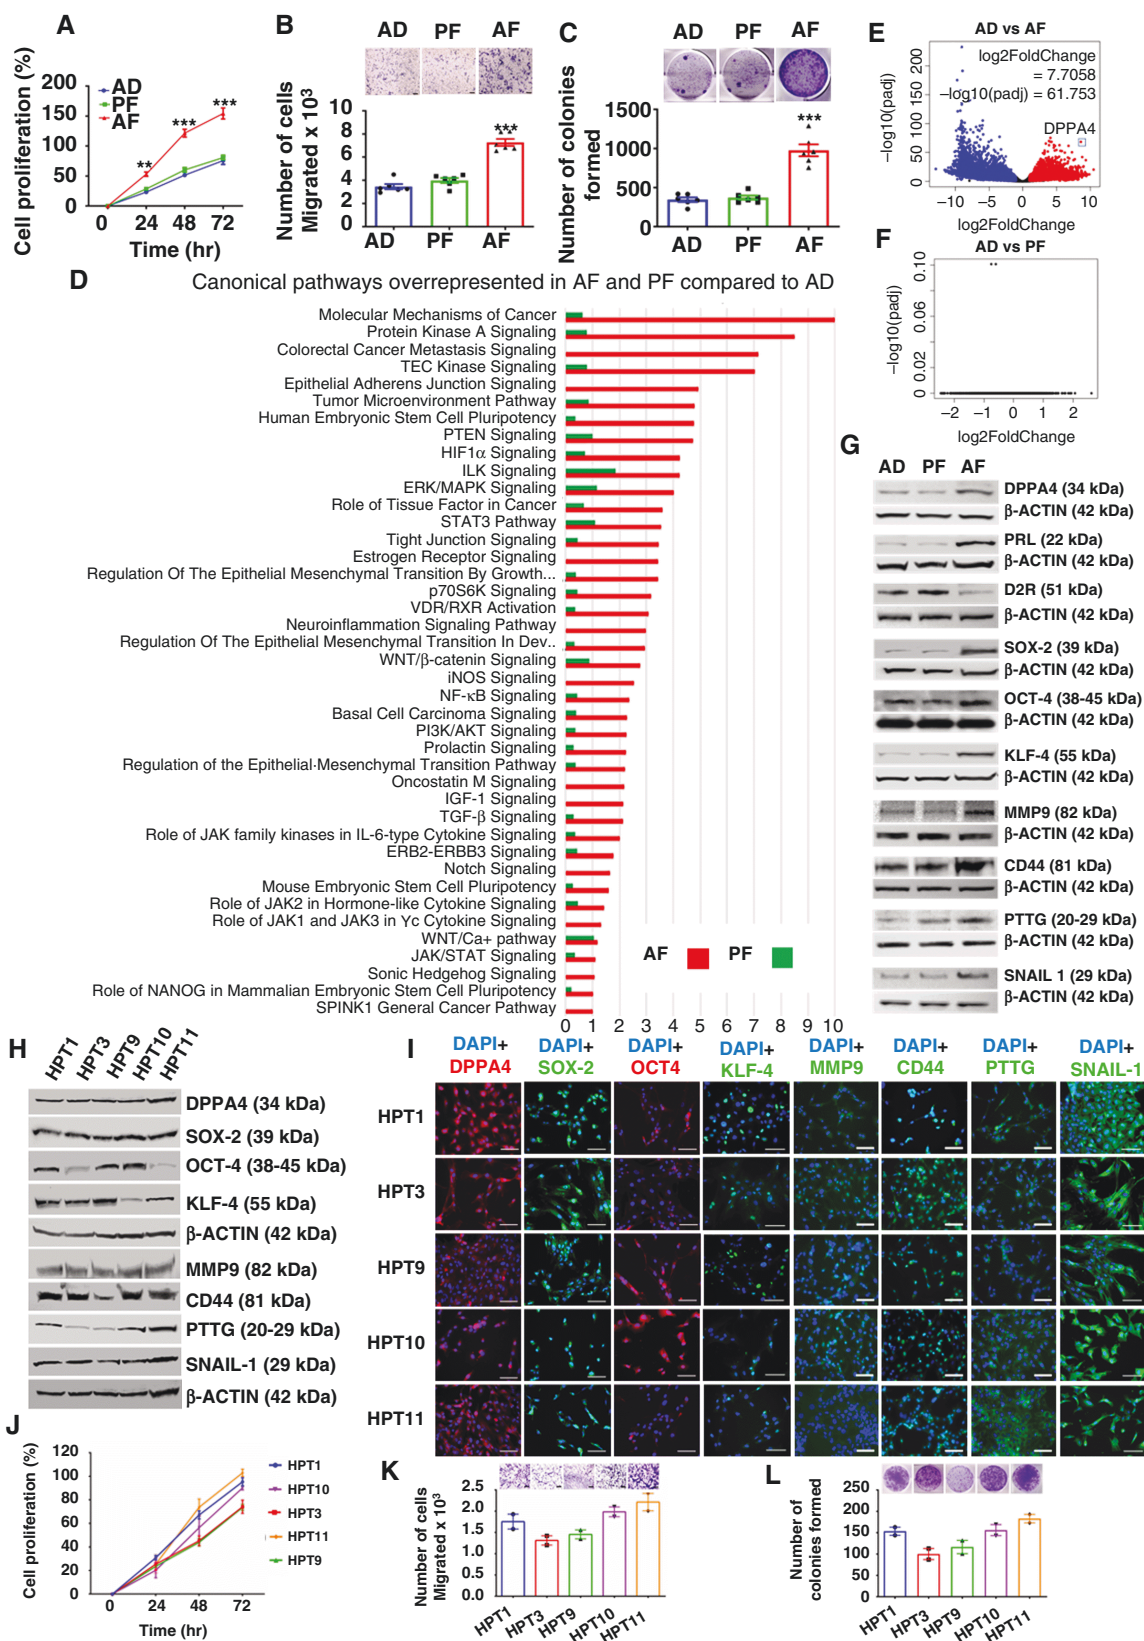 A
Cell proliferation (%)
200
150
100
50
0
AD
PF
AF
**
***
***
0 24 48 72
Time (hr)
B
AD PF AF
Number of cells
Migrated x 10³
10
8
6
4
2
0
***
AD PF AF
C
AD PF AF
Number of colonies
formed
1500
1000
500
0
***
AD PF AF
E
AD vs AF
−log10(padj)
200
150
100
50
0
log2FoldChange
= 7.7058
−log10(padj) = 61.753
DPPA4
−10 −5 0 5 10
log2FoldChange
F
AD vs PF
−log10(padj)
0.10
0.06
0.02
0
−2 −1 0 1 2
log2FoldChange
D
Canonical pathways overrepresented in AF and PF compared to AD
Molecular Mechanisms of Cancer
Protein Kinase A Signaling
Colorectal Cancer Metastasis Signaling
TEC Kinase Signaling
Epithelial Adherens Junction Signaling
Tumor Microenvironment Pathway
Human Embryonic Stem Cell Pluripotency
PTEN Signaling
HIF1α Signaling
ILK Signaling
ERK/MAPK Signaling
Role of Tissue Factor in Cancer
STAT3 Pathway
Tight Junction Signaling
Estrogen Receptor Signaling
Regulation Of The Epithelial Mesenchymal Transition By Growth...
p70S6K Signaling
VDR/RXR Activation
Neuroinflammation Signaling Pathway
Regulation Of The Epithelial Mesenchymal Transition In Dev..
WNT/β-catenin Signaling
iNOS Signaling
NF-κB Signaling
Basal Cell Carcinoma Signaling
PI3K/AKT Signaling
Prolactin Signaling
Regulation of the Epithelial-Mesenchymal Transition Pathway
Oncostatin M Signaling
IGF-1 Signaling
TGF-β Signaling
Role of JAK family kinases in IL-6-type Cytokine Signaling
ERB2-ERBB3 Signaling
Notch Signaling
Mouse Embryonic Stem Cell Pluripotency
Role of JAK2 in Hormone-like Cytokine Signaling
Role of JAK1 and JAK3 in Yc Cytokine Signaling
WNT/Ca+ pathway
JAK/STAT Signaling
Sonic Hedgehog Signaling
Role of NANOG in Mammalian Embryonic Stem Cell Pluripotency
SPINK1 General Cancer Pathway
AF PF
0 1 2 3 4 5 6 7 8 9 10
G
AD PF AF
DPPA4 (34 kDa)
β-ACTIN (42 kDa)
PRL (22 kDa)
β-ACTIN (42 kDa)
D2R (51 kDa)
β-ACTIN (42 kDa)
SOX-2 (39 kDa)
β-ACTIN (42 kDa)
OCT-4 (38-45 kDa)
β-ACTIN (42 kDa)
KLF-4 (55 kDa)
β-ACTIN (42 kDa)
MMP9 (82 kDa)
β-ACTIN (42 kDa)
CD44 (81 kDa)
β-ACTIN (42 kDa)
PTTG (20-29 kDa)
β-ACTIN (42 kDa)
SNAIL 1 (29 kDa)
β-ACTIN (42 kDa)
H
HPT1 HPT3 HPT9 HPT10 HPT11
DPPA4 (34 kDa)
SOX-2 (39 kDa)
OCT-4 (38-45 kDa)
KLF-4 (55 kDa)
β-ACTIN (42 kDa)
MMP9 (82 kDa)
CD44 (81 kDa)
PTTG (20-29 kDa)
SNAIL-1 (29 kDa)
β-ACTIN (42 kDa)
I
DAPI+ DAPI+ DAPI+ DAPI+ DAPI+ DAPI+ DAPI+ DAPI+
DPPA4 SOX-2 OCT4 KLF-4 MMP9 CD44 PTTG SNAIL-1
HPT1
HPT3
HPT9
HPT10
HPT11
J
Cell proliferation (%)
120
100
80
60
40
20
0
0 24 48 72
Time (hr)
HPT1
HPT10
HPT3
HPT11
HPT9
K
Number of cells
Migrated x 10³
2.5
2.0
1.5
1.0
0.5
0.0
HPT1 HPT3 HPT9 HPT10 HPT11
L
Number of
colonies formed
250
200
150
100
50
0
HPT1 HPT3 HPT9 HPT10 HPT11